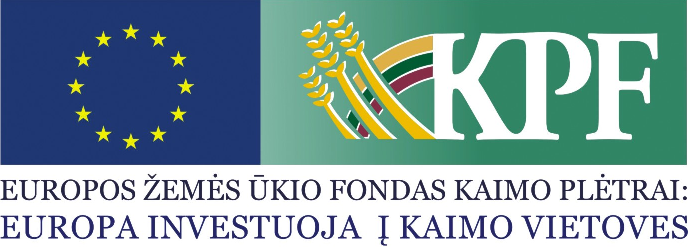 KPF
EUROPOS ŽEMĖS ŪKIO FONDAS KAIMO PLĖTRAI:
EUROPA INVESTUOJA Į KAIMO VIETOVES